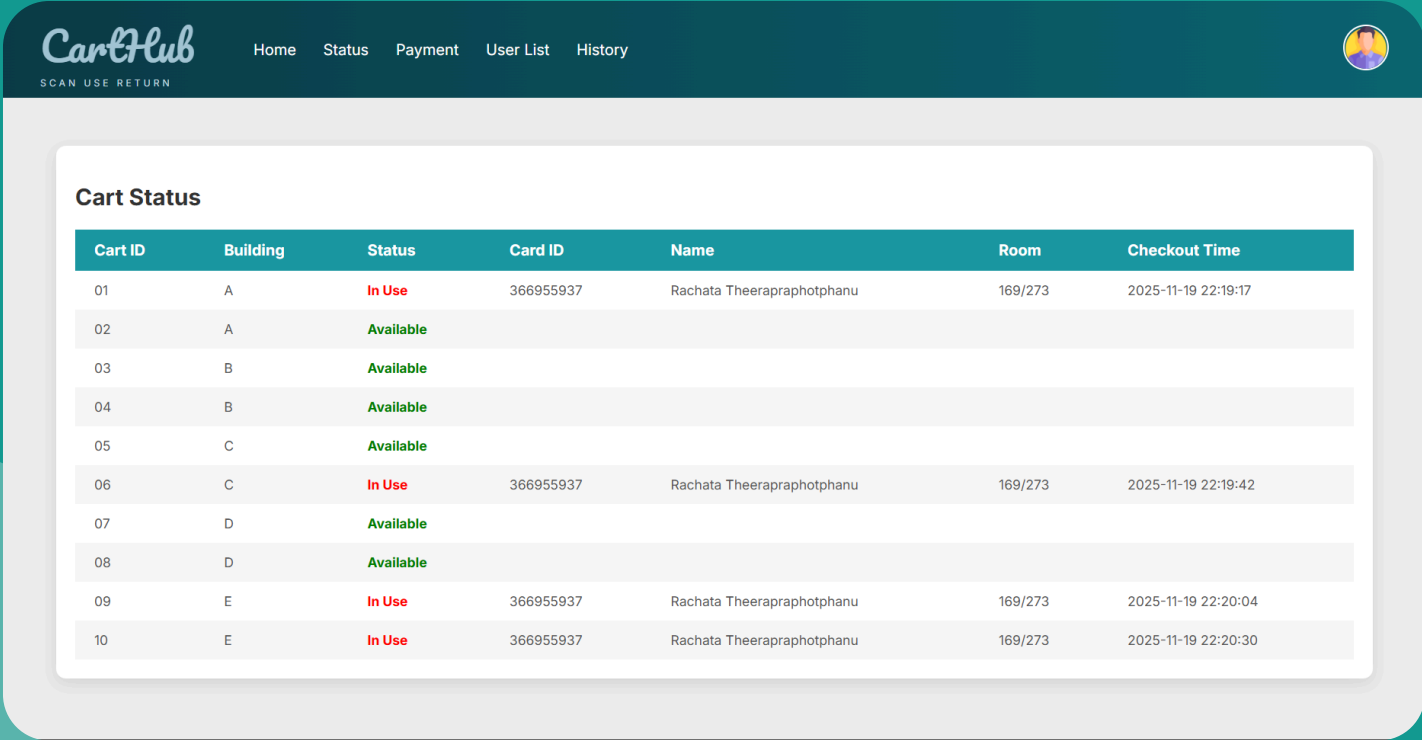 CartHub
SCAN USE RETURN
Home Status Payment User List History
Cart Status
Cart ID Building Status Card ID Name Room Checkout Time
01 A In Use 366955937 Rachata Theerapraphotphanu 169/273 2025-11-19 22:19:17
02 A Available
03 B Available
04 B Available
05 C Available
06 C In Use 366955937 Rachata Theerapraphotphanu 169/273 2025-11-19 22:19:42
07 D Available
08 D Available
09 E In Use 366955937 Rachata Theerapraphotphanu 169/273 2025-11-19 22:20:04
10 E In Use 366955937 Rachata Theerapraphotphanu 169/273 2025-11-19 22:20:30